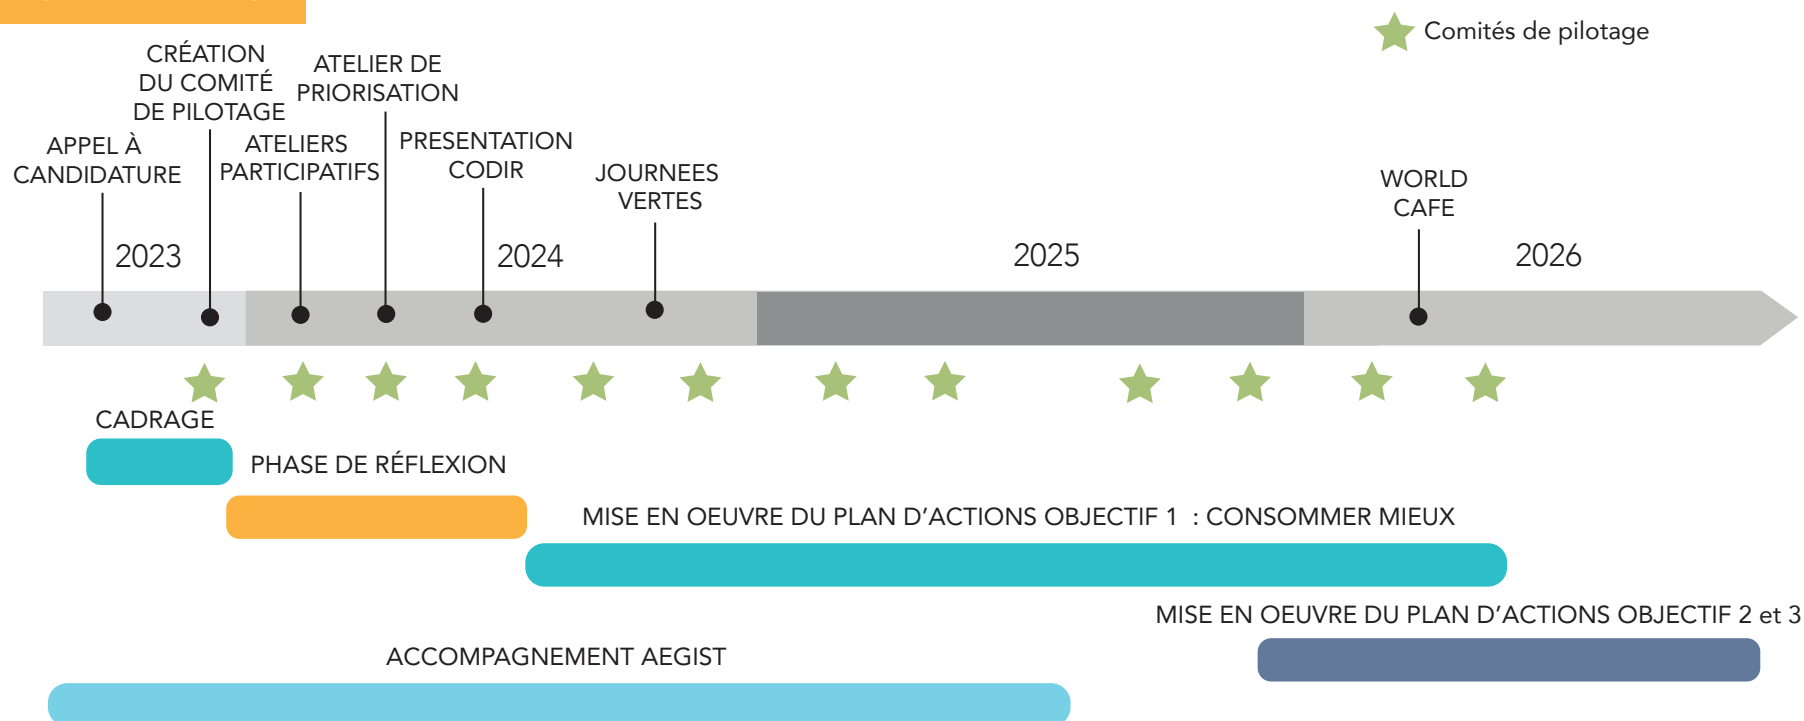 Comités de pilotage
CRÉATION
DU COMITÉ
DE PILOTAGE
ATELIER DE
PRIORISATION
APPEL À
CANDIDATURE
ATELIERS
PARTICIPATIFS
PRESENTATION
CODIR
JOURNEES
VERTES
WORLD
CAFE
2023
2024
2025
2026
CADRAGE
PHASE DE RÉFLEXION
MISE EN OEUVRE DU PLAN D’ACTIONS OBJECTIF 1 : CONSOMMER MIEUX
MISE EN OEUVRE DU PLAN D’ACTIONS OBJECTIF 2 et 3
ACCOMPAGNEMENT AEGIST